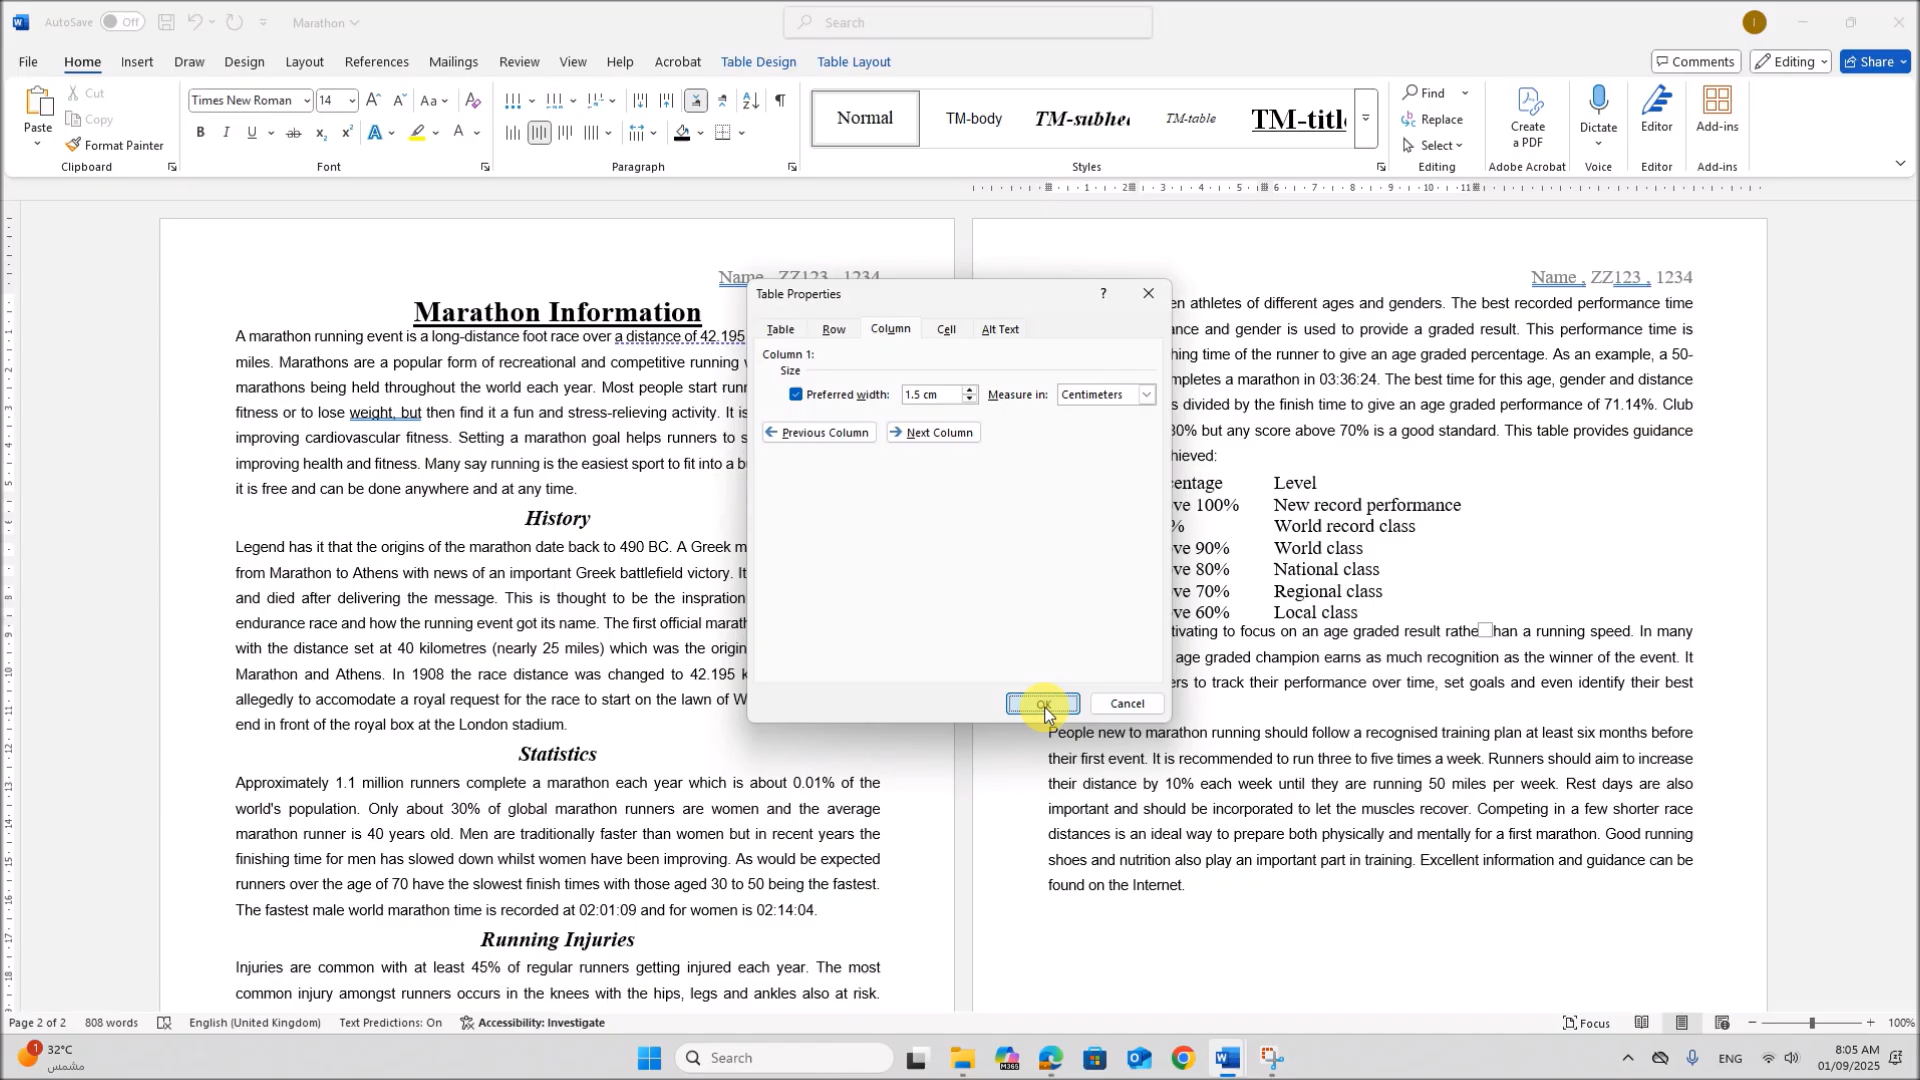 AutoSave Off Marathon Search I
File Home Insert Draw Design Layout References Mailings Review View Help Acrobat Table Design Table Layout Comments Editing Share
Paste Cut Copy Format Painter
Times New Roman 14 Aa
Normal TM-body TM-subhe TM-table TM-titl
Find Replace Select
Create a PDF Dictate Editor Add-ins
Clipboard Font Paragraph Styles Editing Adobe Acrobat Voice Editor Add-ins
Name , ZZ123 , 1234
Marathon Information
A marathon running event is a long-distance foot race over a distance of 42.195
miles. Marathons are a popular form of recreational and competitive running
marathons being held throughout the world each year. Most people start run
fitness or to lose weight, but then find it a fun and stress-relieving activity. It is
improving cardiovascular fitness. Setting a marathon goal helps runners to s
improving health and fitness. Many say running is the easiest sport to fit into a b
it is free and can be done anywhere and at any time.
History
Legend has it that the origins of the marathon date back to 490 BC. A Greek m
from Marathon to Athens with news of an important Greek battlefield victory. It
and died after delivering the message. This is thought to be the inspration
endurance race and how the running event got its name. The first official marat
with the distance set at 40 kilometres (nearly 25 miles) which was the origin
Marathon and Athens. In 1908 the race distance was changed to 42.195 k
allegedly to accomodate a royal request for the race to start on the lawn of W
end in front of the royal box at the London stadium.
Statistics
Approximately 1.1 million runners complete a marathon each year which is about 0.01% of the
world's population. Only about 30% of global marathon runners are women and the average
marathon runner is 40 years old. Men are traditionally faster than women but in recent years the
finishing time for men has slowed down whilst women have been improving. As would be expected
runners over the age of 70 have the slowest finish times with those aged 30 to 50 being the fastest.
The fastest male world marathon time is recorded at 02:01:09 and for women is 02:14:04.
Running Injuries
Injuries are common with at least 45% of regular runners getting injured each year. The most
common injury amongst runners occurs in the knees with the hips, legs and ankles also at risk.
Table Properties ?
Table Row Column Cell Alt Text
Column 1:
Size
Preferred width: 1.5 cm Measure in: Centimeters
Previous Column Next Column
OK Cancel
Name , ZZ123 , 1234
en athletes of different ages and genders. The best recorded performance time
ance and gender is used to provide a graded result. This performance time is
hing time of the runner to give an age graded percentage. As an example, a 50-
mpletes a marathon in 03:36:24. The best time for this age, gender and distance
s divided by the finish time to give an age graded performance of 71.14%. Club
80% but any score above 70% is a good standard. This table provides guidance
hieved:
centage Level
ve 100% New record performance
% World record class
ve 90% World class
ve 80% National class
ve 70% Regional class
ve 60% Local class
tivating to focus on an age graded result rathe han a running speed. In many
age graded champion earns as much recognition as the winner of the event. It
ers to track their performance over time, set goals and even identify their best
People new to marathon running should follow a recognised training plan at least six months before
their first event. It is recommended to run three to five times a week. Runners should aim to increase
their distance by 10% each week until they are running 50 miles per week. Rest days are also
important and should be incorporated to let the muscles recover. Competing in a few shorter race
distances is an ideal way to prepare both physically and mentally for a first marathon. Good running
shoes and nutrition also play an important part in training. Excellent information and guidance can be
found on the Internet.
Page 2 of 2 808 words English (United Kingdom) Text Predictions: On Accessibility: Investigate Focus 100%
1 32°C
مشمس
Search
ENG
8:05 AM
01/09/2025